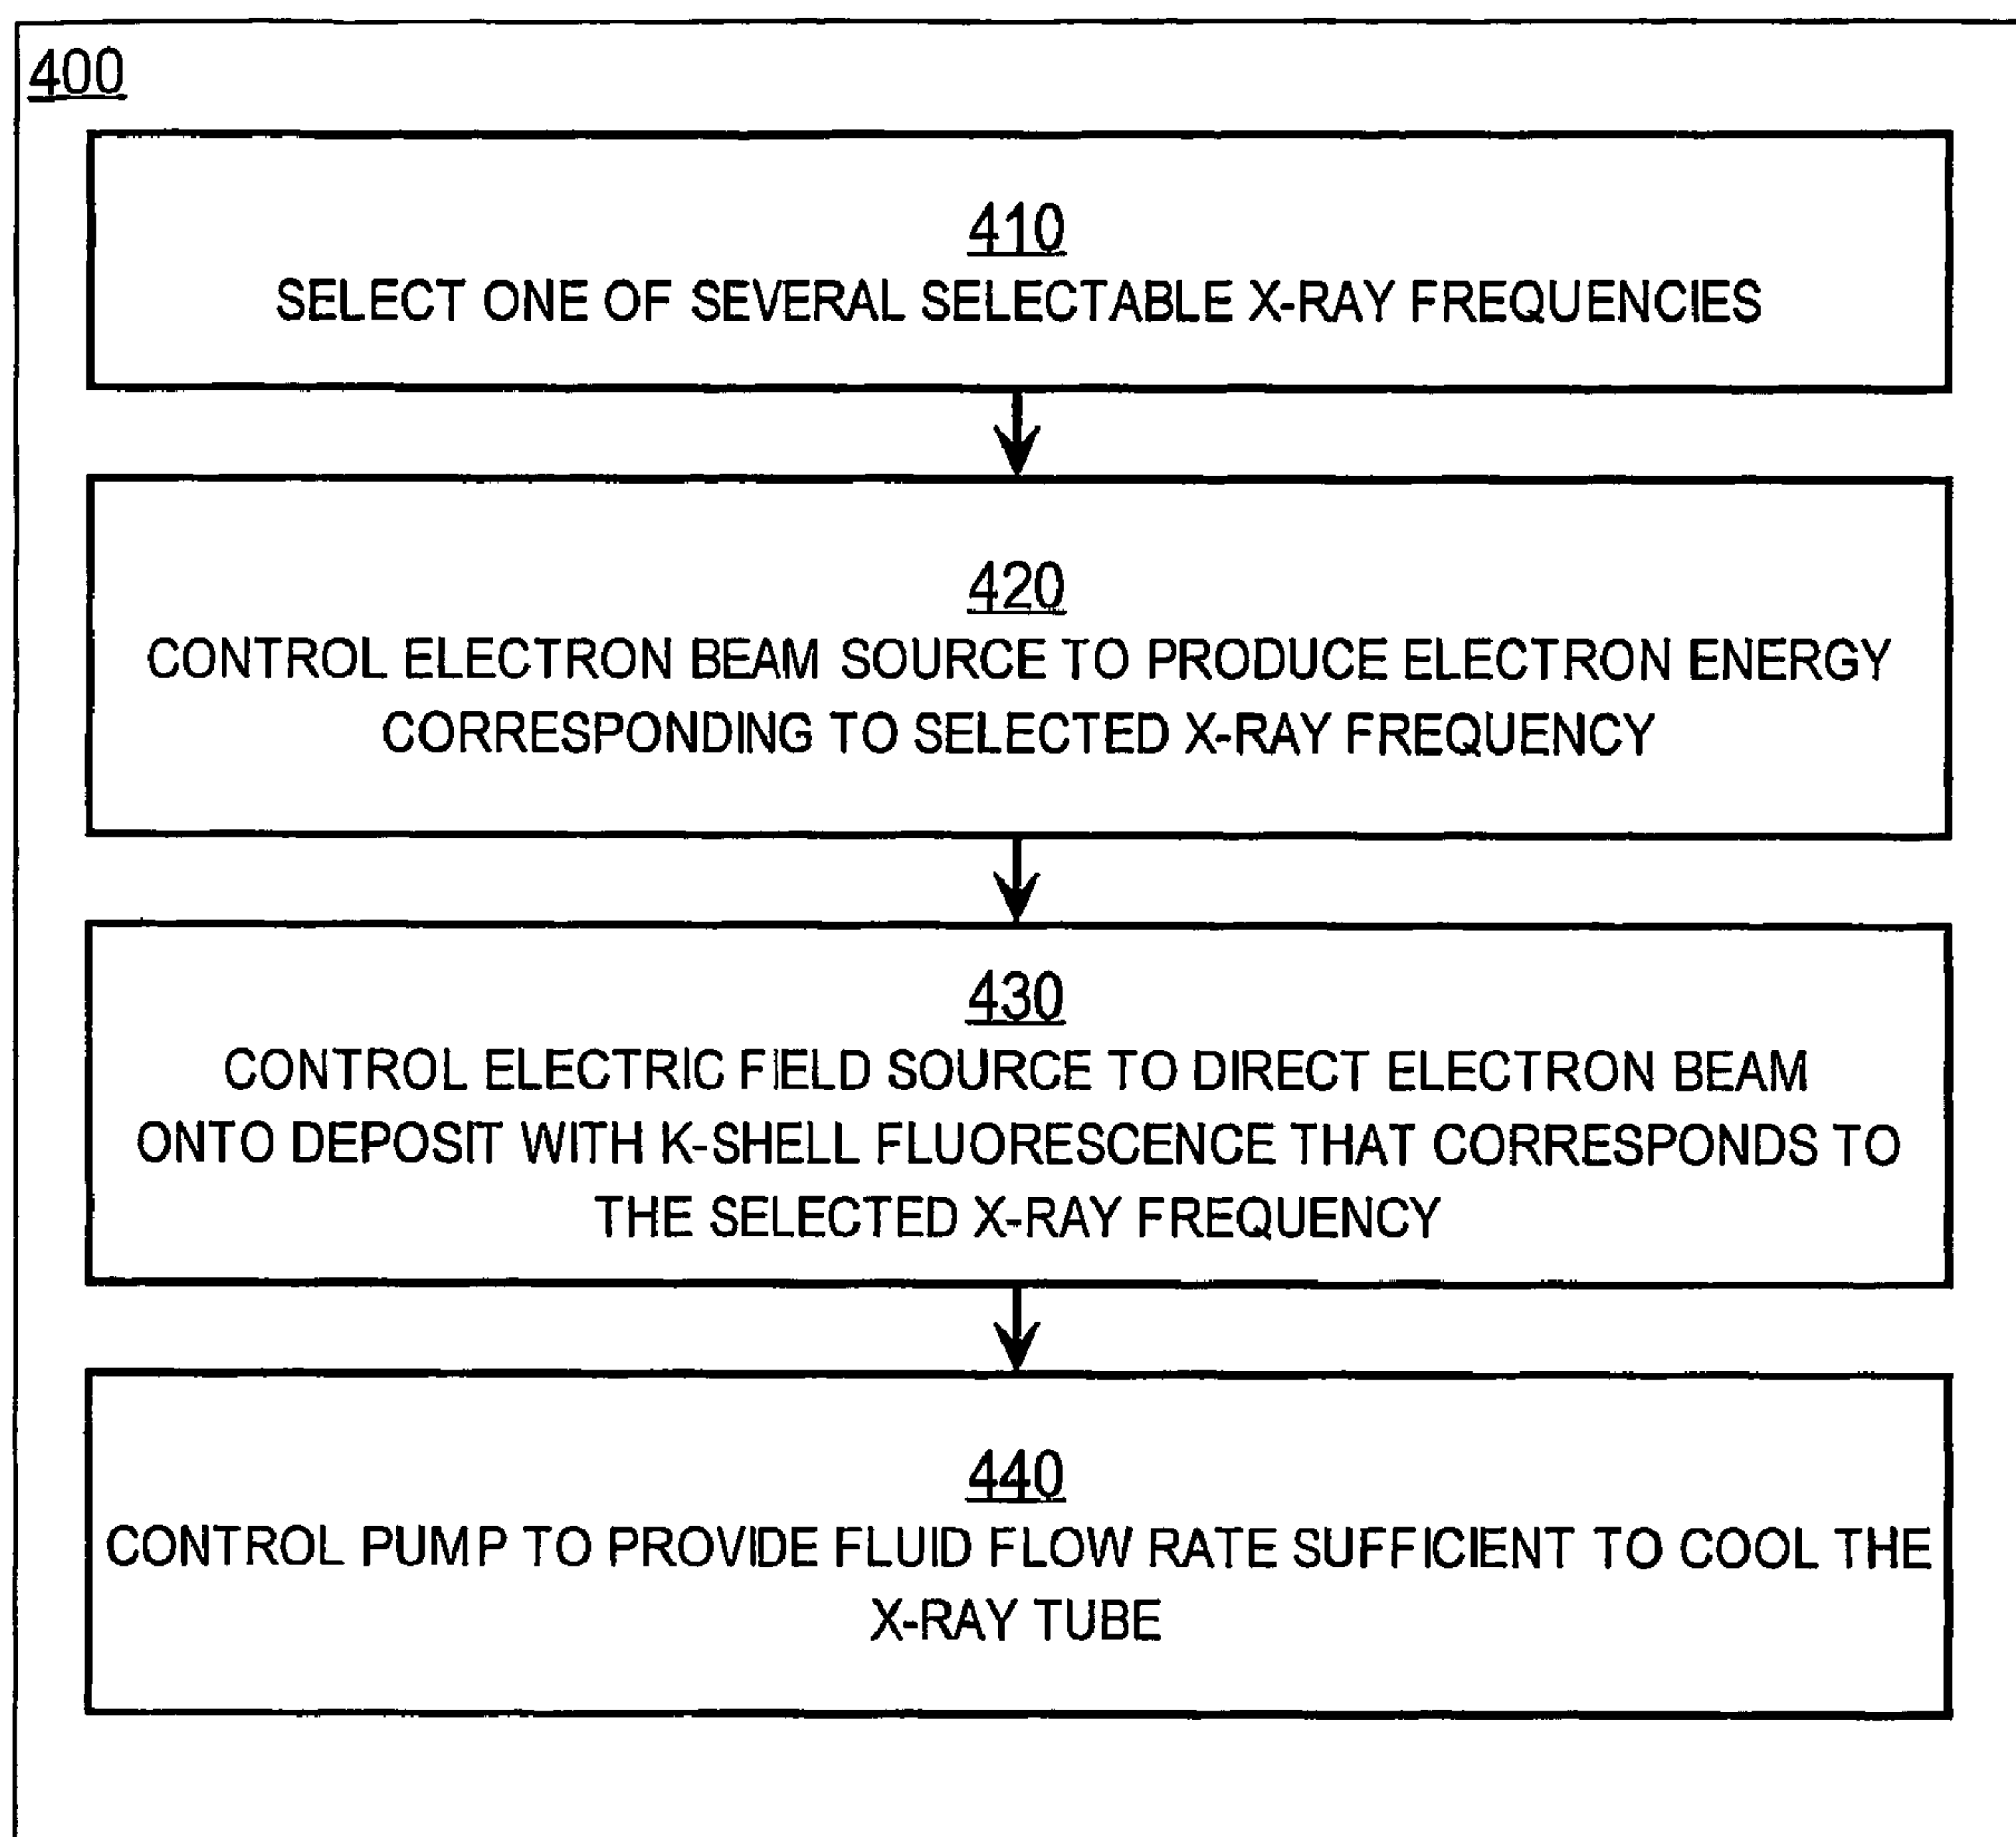 400
410
SELECT ONE OF SEVERAL SELECTABLE X-RAY FREQUENCIES
420
CONTROL ELECTRON BEAM SOURCE TO PRODUCE ELECTRON ENERGY
CORRESPONDING TO SELECTED X-RAY FREQUENCY
430
CONTROL ELECTRIC FIELD SOURCE TO DIRECT ELECTRON BEAM
ONTO DEPOSIT WITH K-SHELL FLUORESCENCE THAT CORRESPONDS TO
THE SELECTED X-RAY FREQUENCY
440
CONTROL PUMP TO PROVIDE FLUID FLOW RATE SUFFICIENT TO COOL THE
X-RAY TUBE